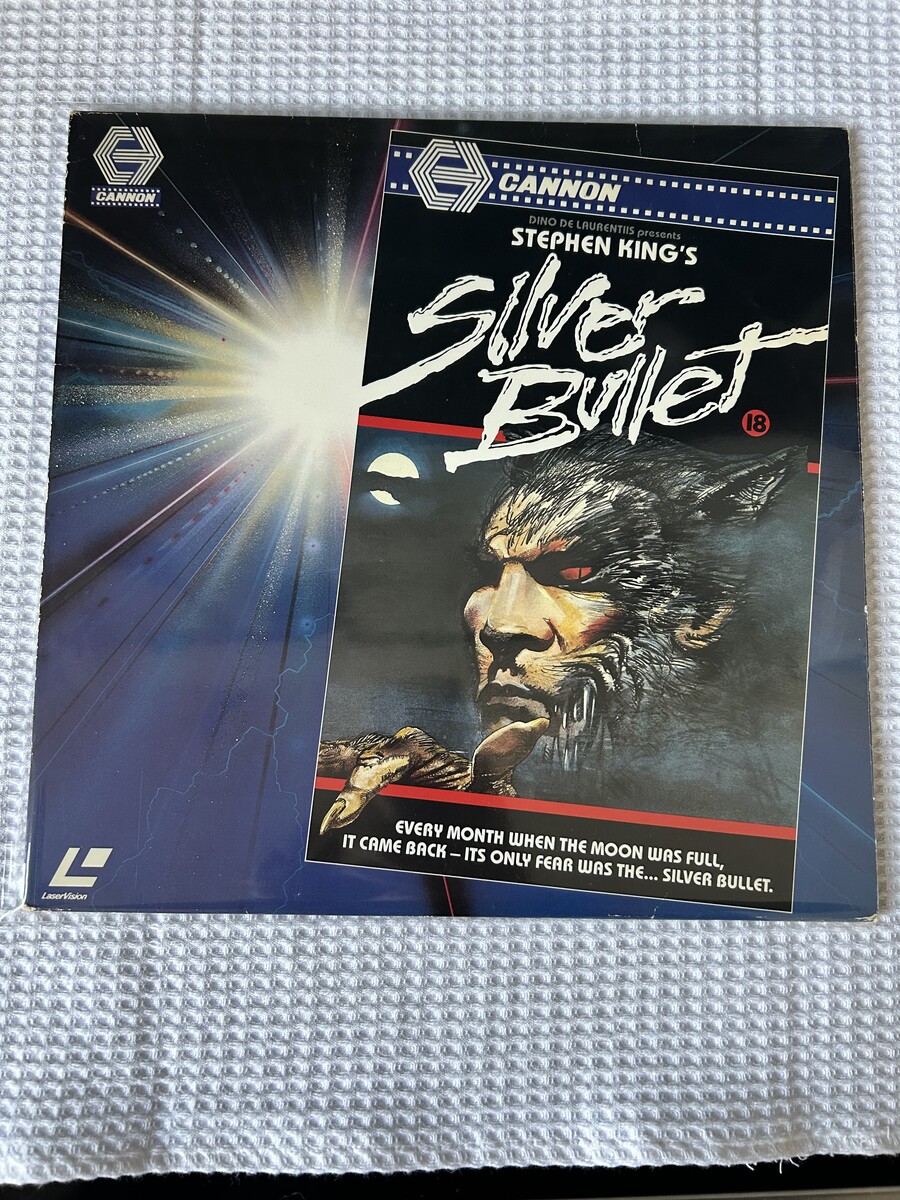 CANNON
CANNON
DINO DE LAURENTIIS presents
STEPHEN KING'S
Silver
Bullet
18
EVERY MONTH WHEN THE MOON WAS FULL,
IT CAME BACK – ITS ONLY FEAR WAS THE... SILVER BULLET.
LaserVision